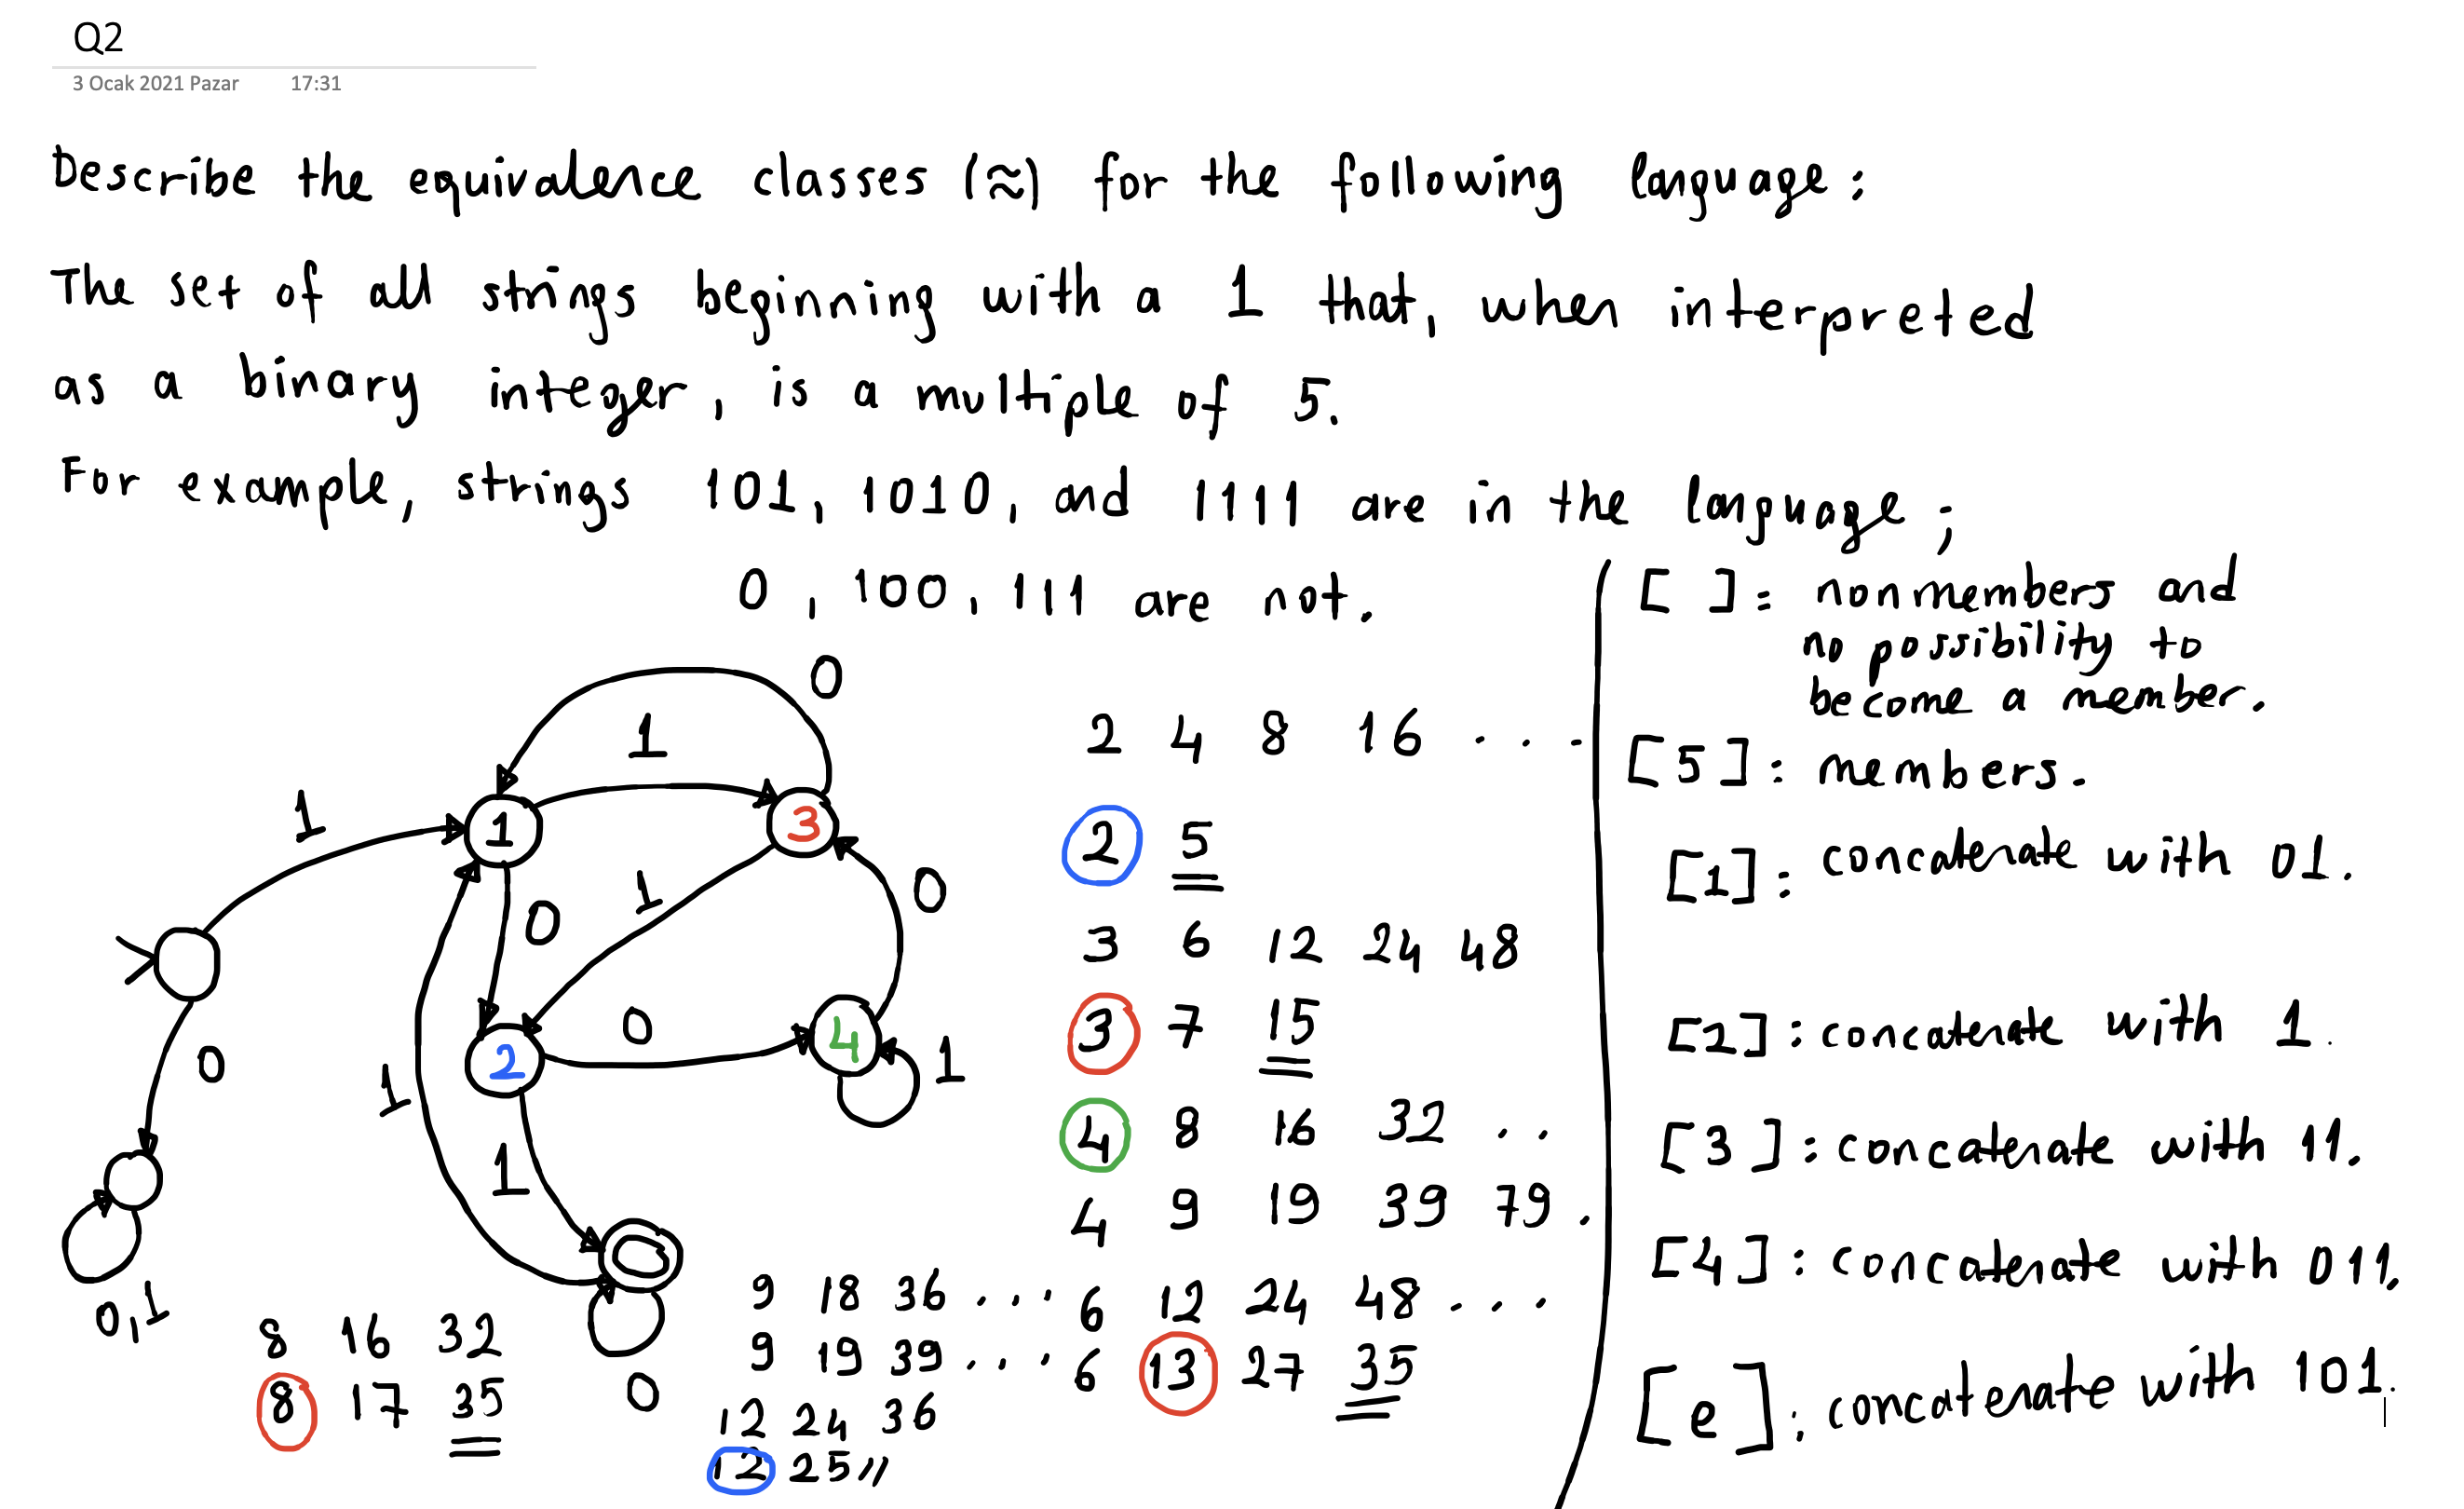 Q2
3 Ocak 2021 Pazar 17:31
Describe the equivalence classes (≈) for the following language:
The set of all strings beginning with a 1 that, when interpreted
as a binary integer, is a multiple of 5.
For example, strings 101, 1010, and 1111 are in the language;
0, 100, 111 are not.
0
1
1
1
3
0
1
0
0
2
0
4
1
1
1
0
0,1
0
2 4 8 16 ...
2 5
3 6 12 24 48
3 7 15
4 8 16 32 ..
4 9 19 39 79.
6 12 24 48 ...
6 13 27 35
9 18 36 ...
9 19 39 ...
12 24 36
12 25 //
8 16 32
8 17 35
[ ]: nonmembers and
no possibility to
become a member.
[5]: members.
[1]: concatenate with 01.
[2]: concatenate with 1.
[3]: concatenate with 11.
[4]: concatenate with 011.
[e]: concatenate with 101.